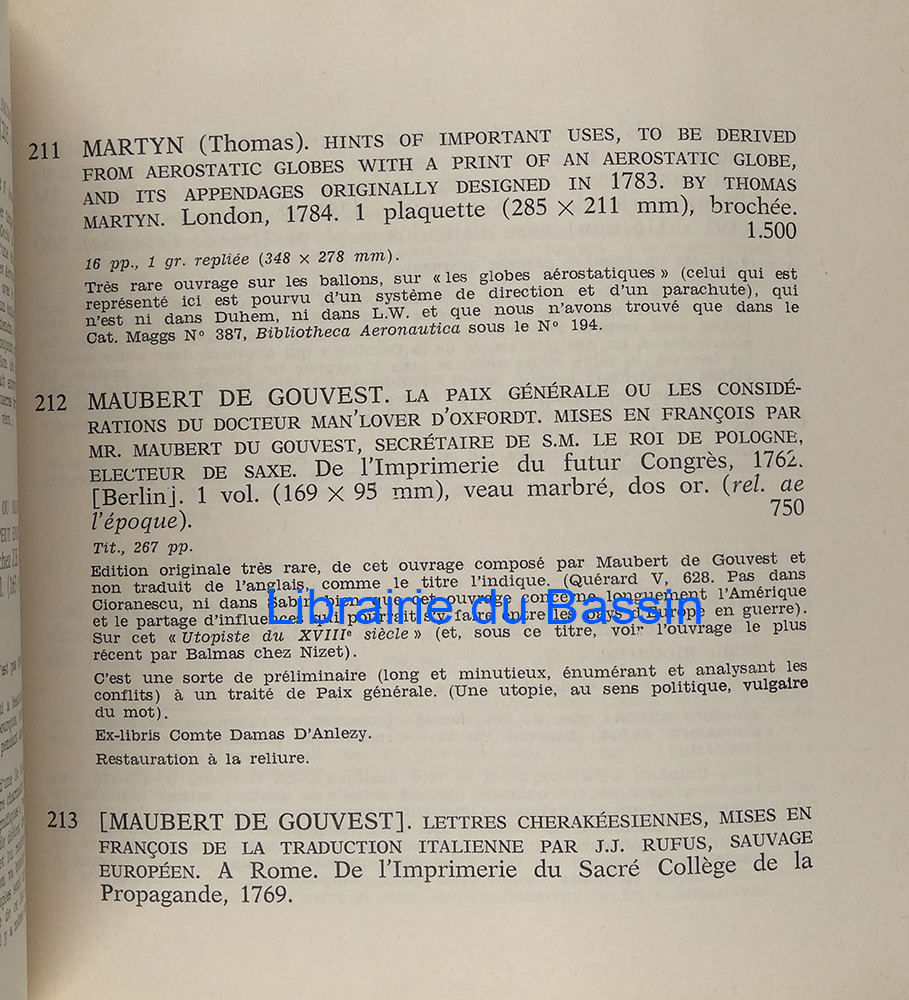 211 MARTYN (Thomas). HINTS OF IMPORTANT USES, TO BE DERIVED
FROM AEROSTATIC GLOBES WITH A PRINT OF AN AEROSTATIC GLOBE,
AND ITS APPENDAGES ORIGINALLY DESIGNED IN 1783. BY THOMAS
MARTYN. London, 1784. 1 plaquette (285 × 211 mm), brochée.
1.500
16 pp., 1 gr. repliée (348 × 278 mm).
Très rare ouvrage sur les ballons, sur « les globes aérostatiques » (celui qui est
représenté ici est pourvu d'un système de direction et d'un parachute), qui
n'est ni dans Duhem, ni dans L.W. et que nous n'avons trouvé que dans le
Cat. Maggs N° 387, Bibliotheca Aeronautica sous le N° 194.
212 MAUBERT DE GOUVEST. LA PAIX GÉNÉRALE OU LES CONSIDÉ-
RATIONS DU DOCTEUR MAN'LOVER D'OXFORDT. MISES EN FRANÇOIS PAR
MR. MAUBERT DU GOUVEST, SECRÉTAIRE DE S.M. LE ROI DE POLOGNE,
ELECTEUR DE SAXE. De l'Imprimerie du futur Congrès, 1762.
[Berlin]. 1 vol. (169 × 95 mm), veau marbré, dos or. (rel. ae
l'époque). 750
Tit., 267 pp.
Edition originale très rare, de cet ouvrage composé par Maubert de Gouvest et
non traduit de l'anglais, comme le titre l'indique. (Quérard V, 628. Pas dans
Cioranescu, ni dans Sabin bien que cet ouvrage concerne longuement l'Amérique
et le partage d'influences qui pourrait s'y faire entre les pays d'Europe en guerre).
Sur cet « Utopiste du XVIIIe siècle » (et, sous ce titre, voir l'ouvrage le plus
récent par Balmas chez Nizet).
C'est une sorte de préliminaire (long et minutieux, énumérant et analysant les
conflits) à un traité de Paix générale. (Une utopie, au sens politique, vulgaire
du mot).
Ex-libris Comte Damas D'Anlezy.
Restauration à la reliure.
213 [MAUBERT DE GOUVEST]. LETTRES CHERAKÉESIENNES, MISES EN
FRANÇOIS DE LA TRADUCTION ITALIENNE PAR J.J. RUFUS, SAUVAGE
EUROPÉEN. A Rome. De l'Imprimerie du Sacré Collège de la
Propagande, 1769.
Librairie du Bassin